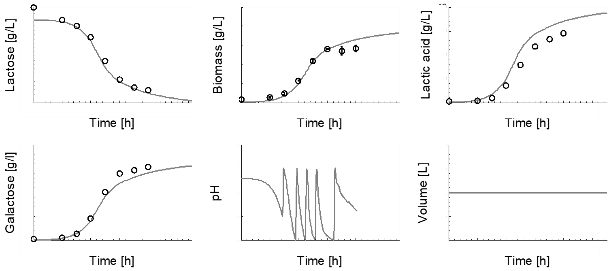 Lactose [g/L]
Time [h]
Biomass [g/L]
Time [h]
Lactic acid [g/L]
Time [h]
Galactose [g/l]
Time [h]
pH
Time [h]
Volume [L]
Time [h]